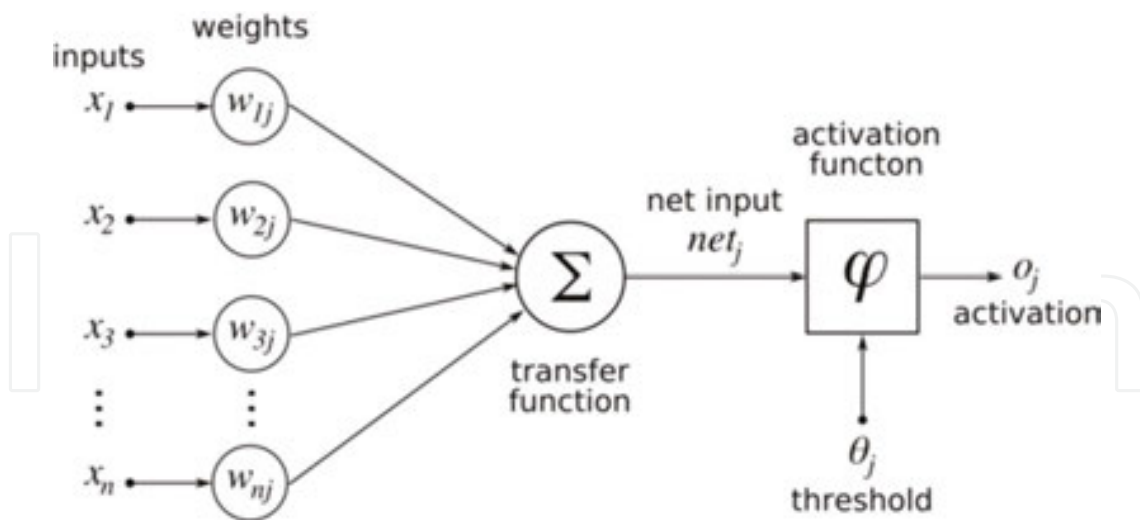 weights
inputs
x₁
w₁ⱼ
activation
functon
x₂
w₂ⱼ
net input
netⱼ
Σ
φ
oⱼ
activation
x₃
w₃ⱼ
transfer
function
⋮
⋮
θⱼ
threshold
xₙ
wₙⱼ